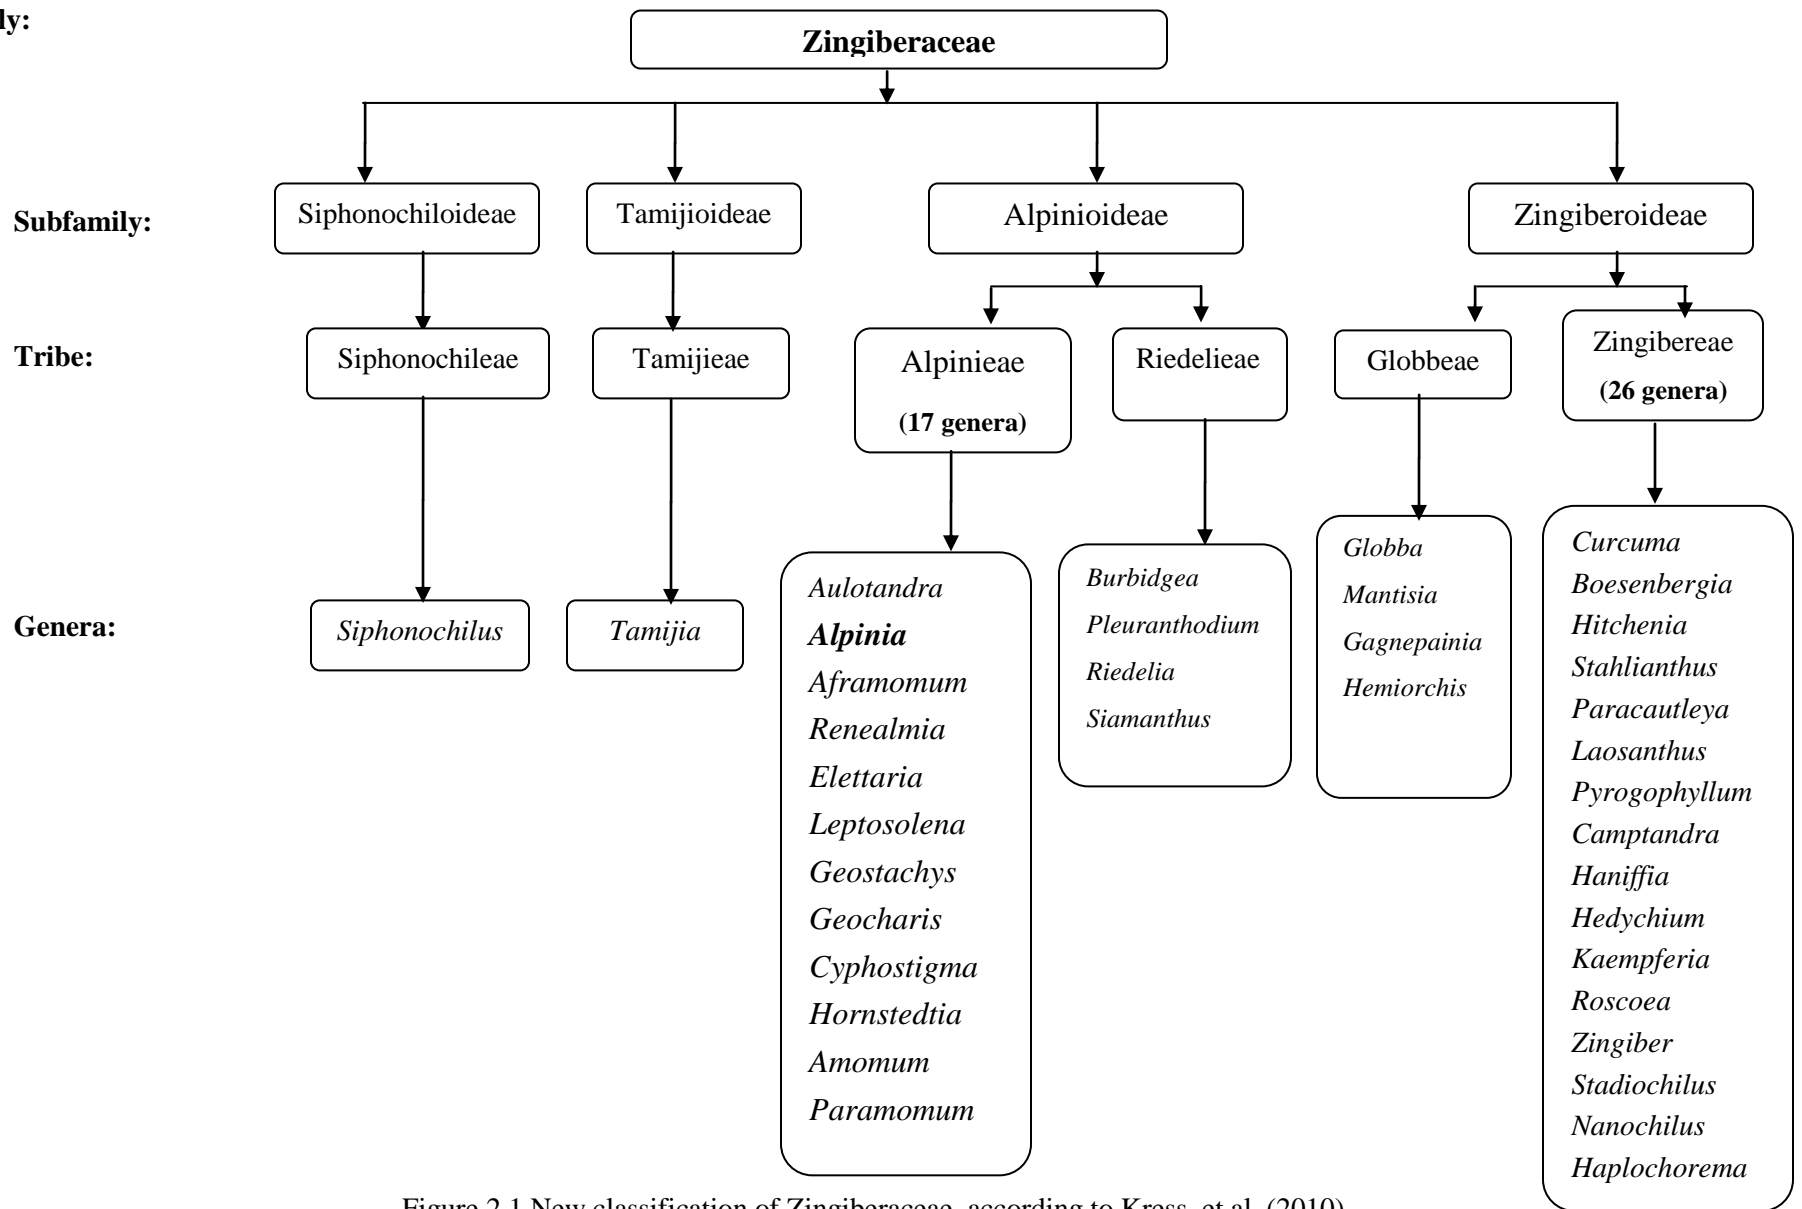 ly:
Zingiberaceae
Subfamily:
Siphonochiloideae
Tamijioideae
Alpinioideae
Zingiberoideae
Tribe:
Siphonochileae
Tamijieae
Alpinieae
(17 genera)
Riedelieae
Globbeae
Zingibereae
(26 genera)
Genera:
Siphonochilus
Tamijia
Aulotandra
Alpinia
Aframomum
Renealmia
Elettaria
Leptosolena
Geostachys
Geocharis
Cyphostigma
Hornstedtia
Amomum
Paramomum
Burbidgea
Pleuranthodium
Riedelia
Siamanthus
Globba
Mantisia
Gagnepainia
Hemiorchis
Curcuma
Boesenbergia
Hitchenia
Stahlianthus
Paracautleya
Laosanthus
Pyrogophyllum
Camptandra
Haniffia
Hedychium
Kaempferia
Roscoea
Zingiber
Stadiochilus
Nanochilus
Haplochorema
Figure 2.1 New classification of Zingiberaceae, according to Kress, et al. (2010)